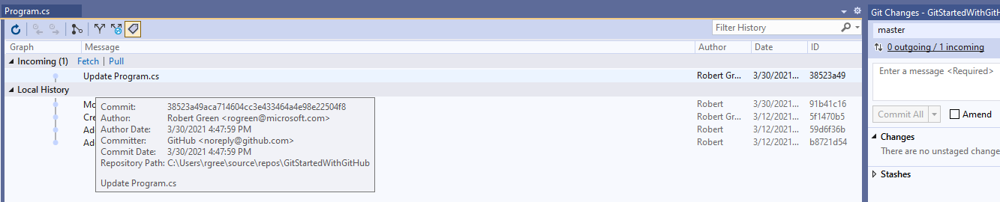 Program.cs
Git Changes - GitStartedWithGitH
Filter History
master
Graph Message Author Date ID
0 outgoing / 1 incoming
Incoming (1) Fetch Pull
Update Program.cs Robert Gr... 3/30/2021... 38523a49
Enter a message <Required>
Local History
Mo Robert 3/30/2021... 91b41c16
Cre Robert Gr... 3/12/2021... 5f1470b5
Add Robert 3/12/2021... 59d6f36b
Add Robert 3/12/2021... b8721d54
Commit: 38523a49aca714604cc3e433464a4e98e22504f8
Author: Robert Green <rogreen@microsoft.com>
Author Date: 3/30/2021 4:47:59 PM
Committer: GitHub <noreply@github.com>
Commit Date: 3/30/2021 4:47:59 PM
Repository Path: C:\Users\rgree\source\repos\GitStartedWithGitHub
Update Program.cs
Commit All Amend
Changes
There are no unstaged change
Stashes